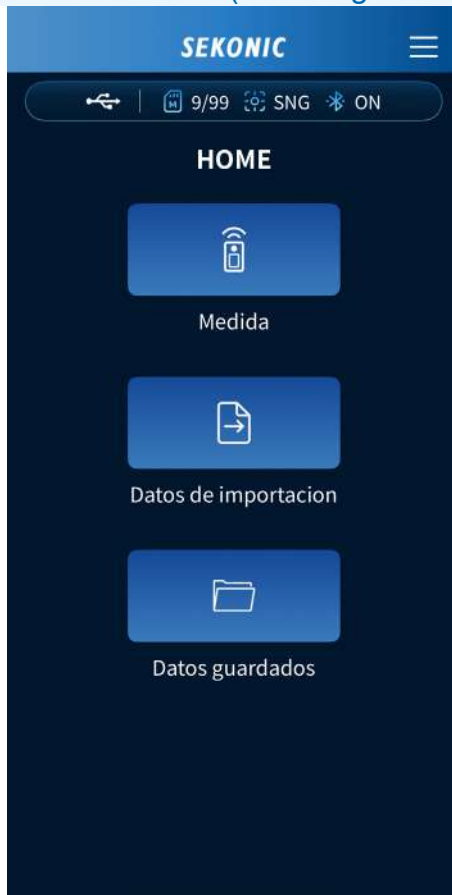 SEKONIC
M 9/99 SNG ON
HOME
Medida
Datos de importacion
Datos guardados